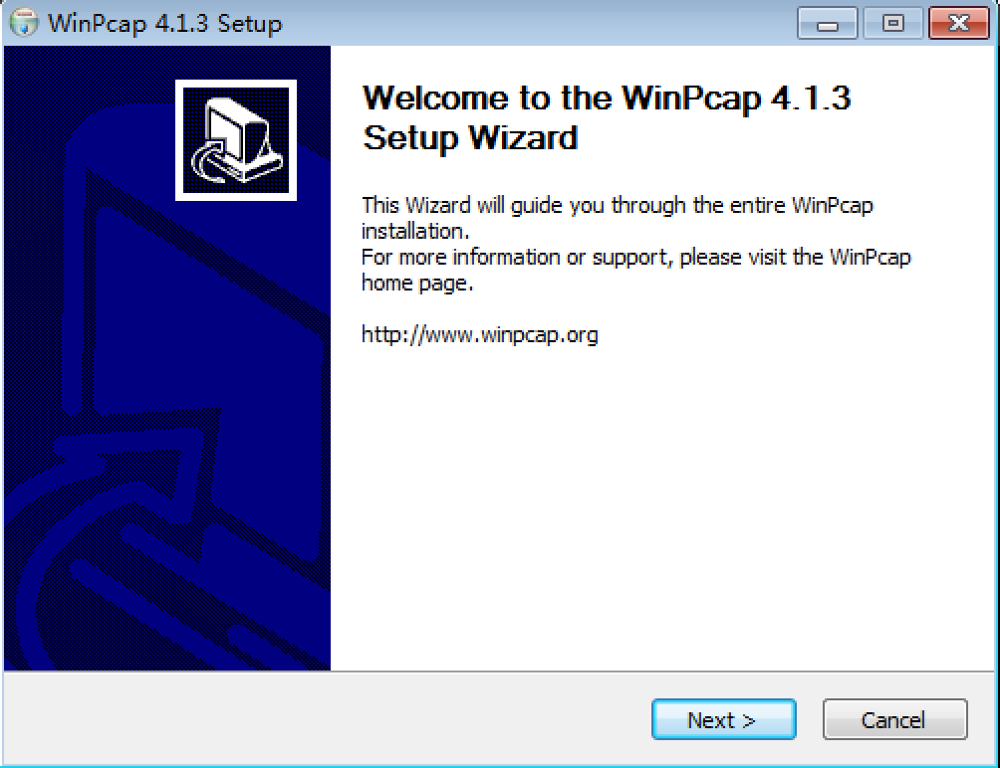 WinPcap 4.1.3 Setup
Welcome to the WinPcap 4.1.3
Setup Wizard
This Wizard will guide you through the entire WinPcap
installation.
For more information or support, please visit the WinPcap
home page.
http://www.winpcap.org
Next >
Cancel